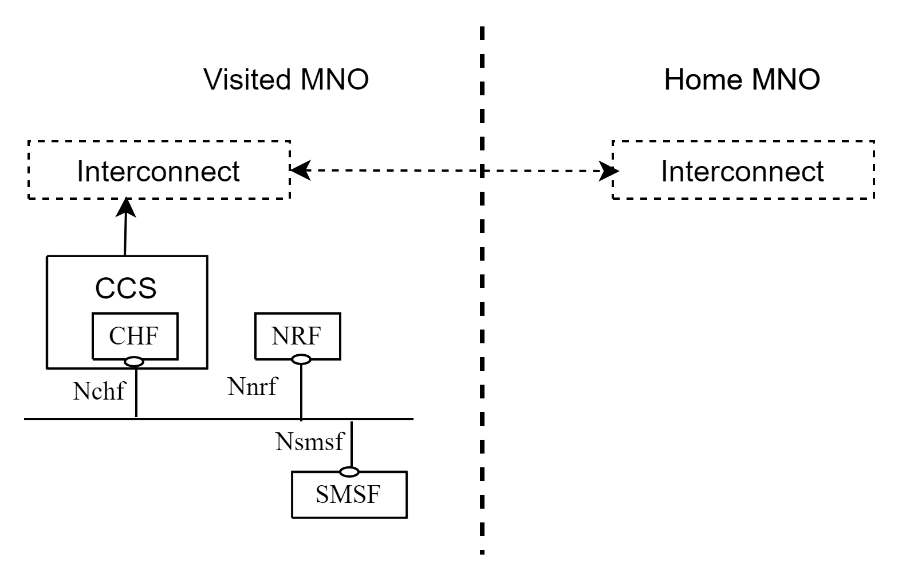 Visited MNO
Home MNO
Interconnect
Interconnect
CCS
CHF
NRF
Nchf
Nnrf
Nsmsf
SMSF